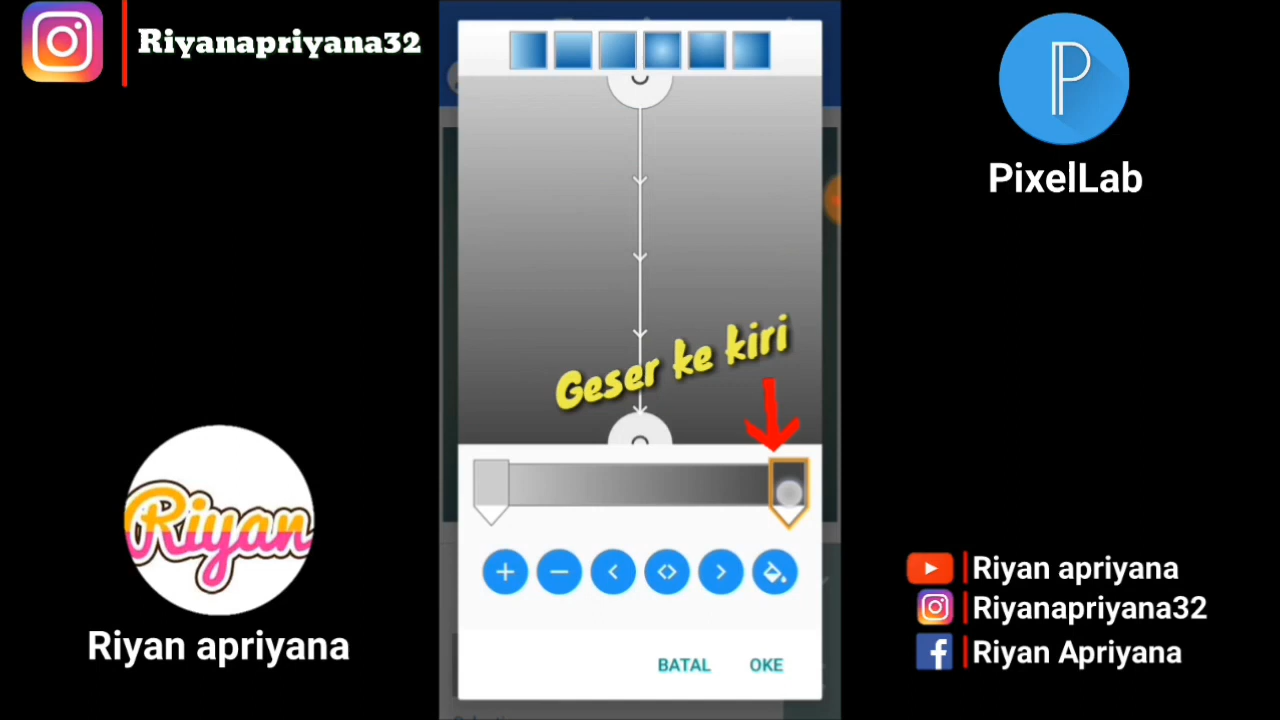 Riyanapriyana32
PixelLab
Geser ke kiri
Riyan
Riyan apriyana
BATAL OKE
Riyan apriyana
Riyanapriyana32
Riyan Apriyana